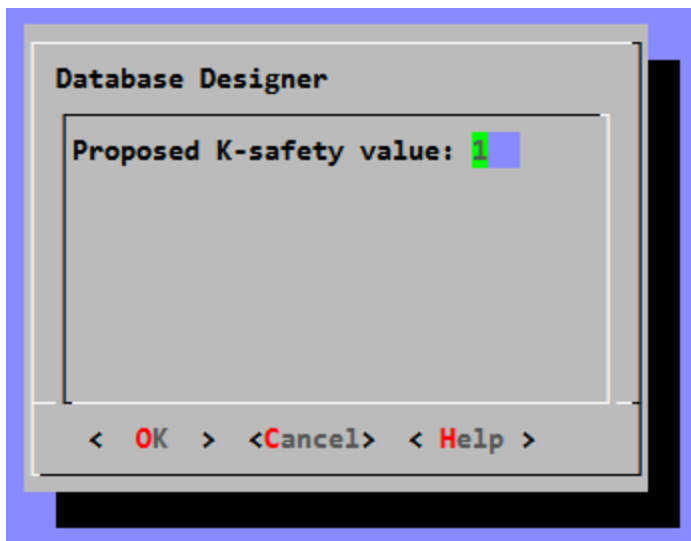 Database Designer
Proposed K-safety value: 1
< OK > <Cancel> < Help >